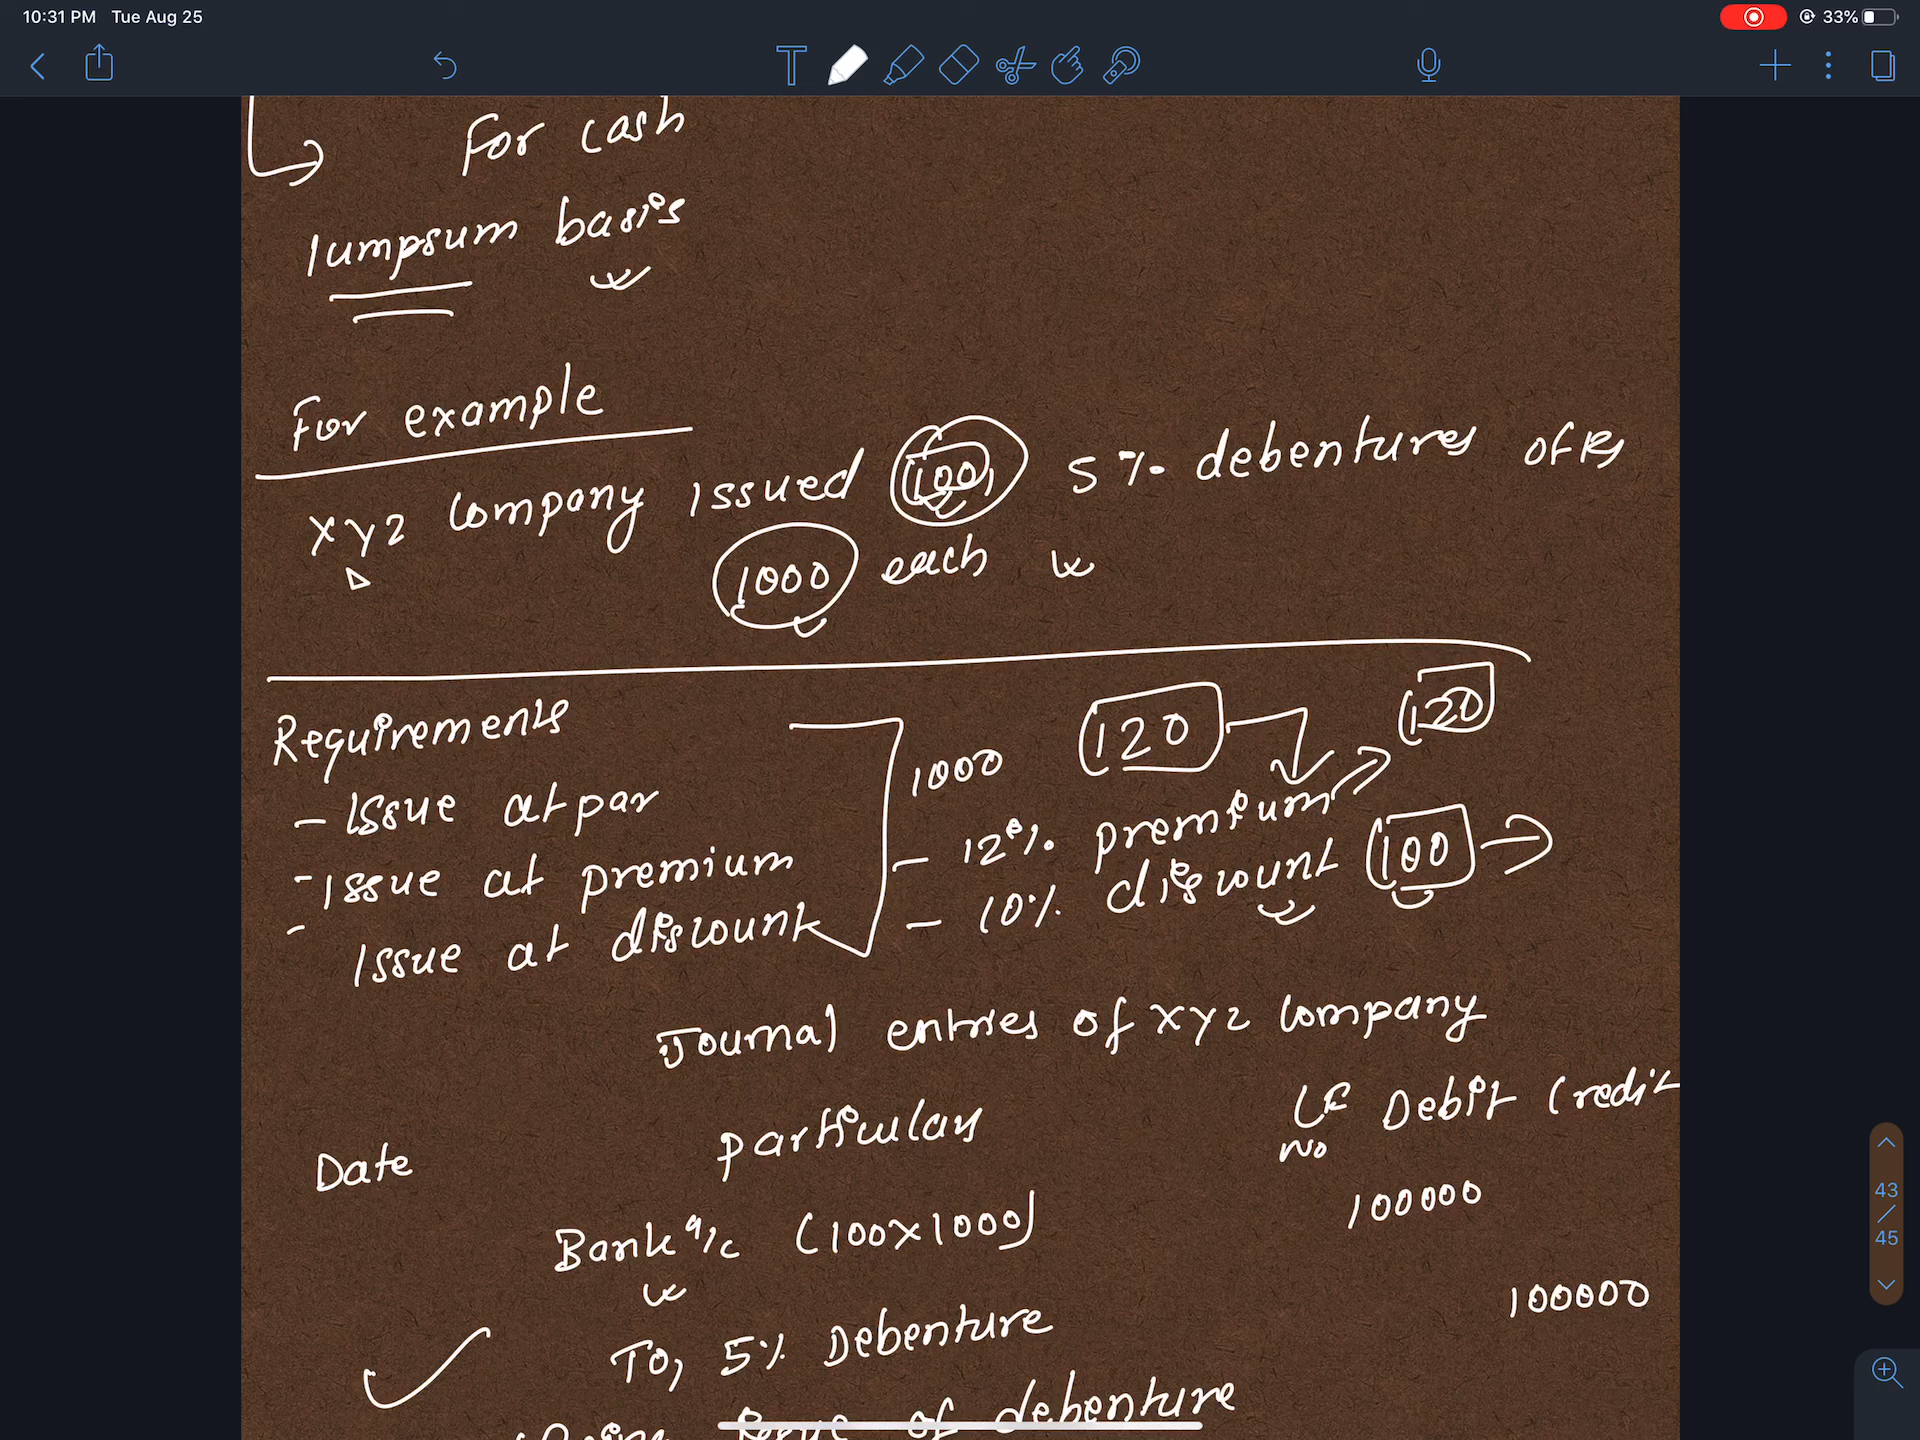 10:31 PM Tue Aug 25
33%
For cash
lumpsum basis
For example
XYZ company issued 100, 5% debentures of Rs
1000 each
Requirements
- Issue at par 1000 120 120
- Issue at premium - 12% premium
- Issue at discount - 10% discount 100
Journal entries of XYZ company
Date particulars LF No Debit Credit
Bank a/c (100x1000) 100000
To, 5% Debenture 100000
of debenture
43
/
45